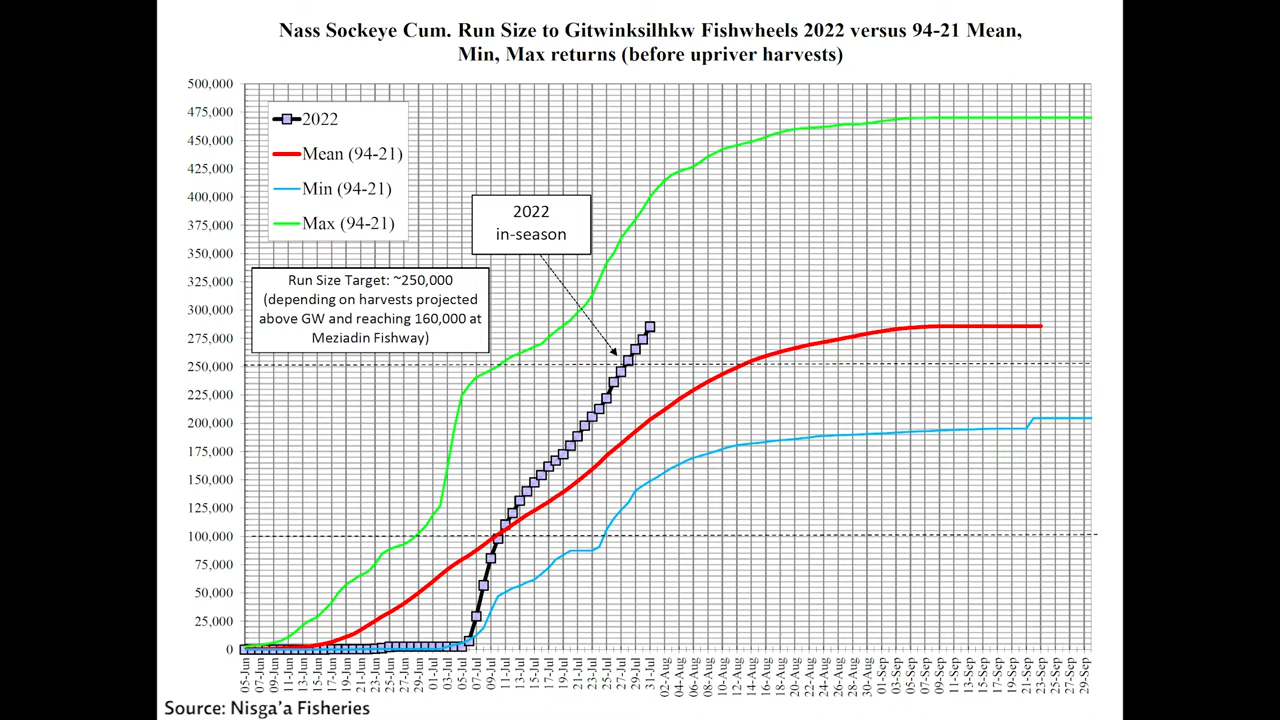 Nass Sockeye Cum. Run Size to Gitwinksilhkw Fishwheels 2022 versus 94-21 Mean,
Min, Max returns (before upriver harvests)
500,000
475,000
450,000
425,000
400,000
375,000
350,000
325,000
300,000
275,000
250,000
225,000
200,000
175,000
150,000
125,000
100,000
75,000
50,000
25,000
0
2022
Mean (94-21)
Min (94-21)
Max (94-21)
2022
in-season
Run Size Target: ~250,000
(depending on harvests projected
above GW and reaching 160,000 at
Meziadin Fishway)
05-Jun
07-Jun
09-Jun
11-Jun
13-Jun
15-Jun
17-Jun
19-Jun
21-Jun
23-Jun
25-Jun
27-Jun
29-Jun
01-Jul
03-Jul
05-Jul
07-Jul
09-Jul
11-Jul
13-Jul
15-Jul
17-Jul
19-Jul
21-Jul
23-Jul
25-Jul
27-Jul
29-Jul
31-Jul
02-Aug
04-Aug
06-Aug
08-Aug
10-Aug
12-Aug
14-Aug
16-Aug
18-Aug
20-Aug
22-Aug
24-Aug
26-Aug
28-Aug
30-Aug
01-Sep
03-Sep
05-Sep
07-Sep
09-Sep
11-Sep
13-Sep
15-Sep
17-Sep
19-Sep
21-Sep
23-Sep
25-Sep
27-Sep
29-Sep
Source: Nisga'a Fisheries